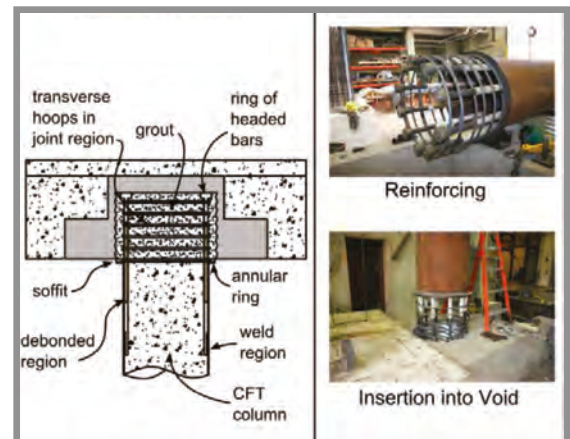 transverse
hoops in
joint region
grout
ring of
headed
bars
soffit
annular
ring
debonded
region
weld
region
CFT
column
Reinforcing
Insertion into Void